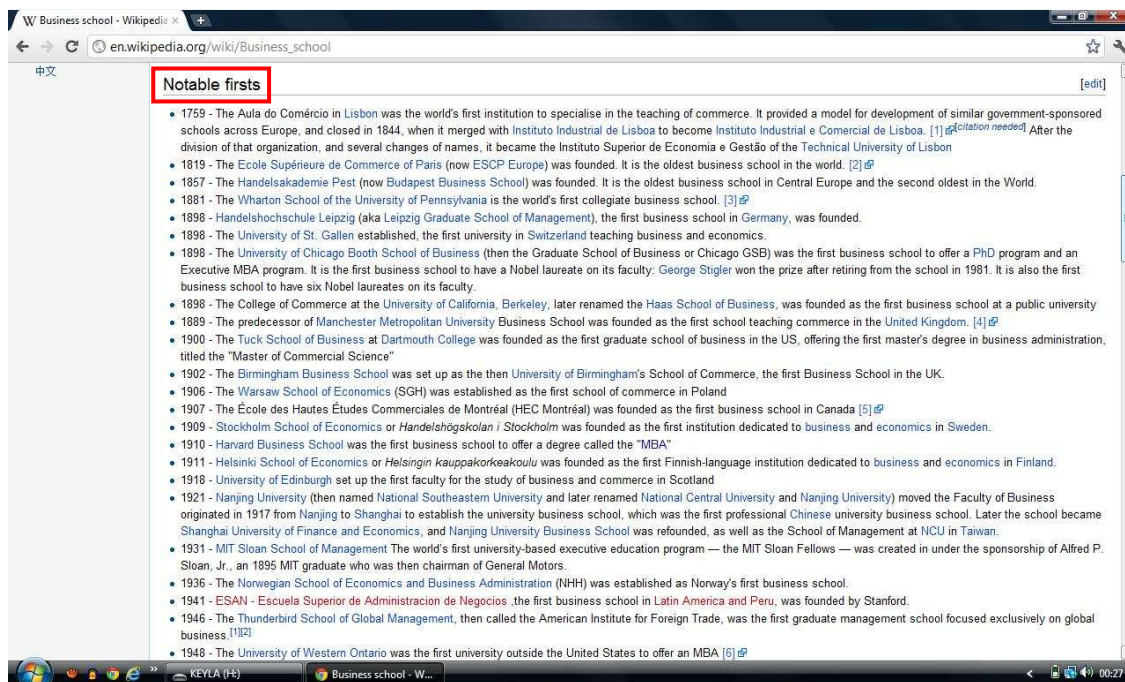 Business school - Wikipedia
en.wikipedia.org/wiki/Business_school
中文
Notable firsts
[edit]
1759 - The Aula do Comércio in Lisbon was the world's first institution to specialise in the teaching of commerce. It provided a model for development of similar government-sponsored
schools across Europe, and closed in 1844, when it merged with Instituto Industrial de Lisboa to become Instituto Industrial e Comercial de Lisboa. [1] [citation needed] After the
division of that organization, and several changes of names, it became the Instituto Superior de Economia e Gestão of the Technical University of Lisbon
1819 - The Ecole Supérieure de Commerce of Paris (now ESCP Europe) was founded. It is the oldest business school in the world. [2]
1857 - The Handelsakademie Pest (now Budapest Business School) was founded. It is the oldest business school in Central Europe and the second oldest in the World.
1881 - The Wharton School of the University of Pennsylvania is the world's first collegiate business school. [3]
1898 - Handelshochschule Leipzig (aka Leipzig Graduate School of Management), the first business school in Germany, was founded.
1898 - The University of St. Gallen established, the first university in Switzerland teaching business and economics.
1898 - The University of Chicago Booth School of Business (then the Graduate School of Business or Chicago GSB) was the first business school to offer a PhD program and an
Executive MBA program. It is the first business school to have a Nobel laureate on its faculty: George Stigler won the prize after retiring from the school in 1981. It is also the first
business school to have six Nobel laureates on its faculty.
1898 - The College of Commerce at the University of California, Berkeley, later renamed the Haas School of Business, was founded as the first business school at a public university
1889 - The predecessor of Manchester Metropolitan University Business School was founded as the first school teaching commerce in the United Kingdom. [4]
1900 - The Tuck School of Business at Dartmouth College was founded as the first graduate school of business in the US, offering the first master's degree in business administration,
titled the "Master of Commercial Science"
1902 - The Birmingham Business School was set up as the then University of Birmingham's School of Commerce, the first Business School in the UK.
1906 - The Warsaw School of Economics (SGH) was established as the first school of commerce in Poland
1907 - The École des Hautes Études Commerciales de Montréal (HEC Montréal) was founded as the first business school in Canada [5]
1909 - Stockholm School of Economics or Handelshögskolan i Stockholm was founded as the first institution dedicated to business and economics in Sweden.
1910 - Harvard Business School was the first business school to offer a degree called the "MBA"
1911 - Helsinki School of Economics or Helsingin kauppakorkeakoulu was founded as the first Finnish-language institution dedicated to business and economics in Finland.
1918 - University of Edinburgh set up the first faculty for the study of business and commerce in Scotland
1921 - Nanjing University (then named National Southeastern University and later renamed National Central University and Nanjing University) moved the Faculty of Business
originated in 1917 from Nanjing to Shanghai to establish the university business school, which was the first professional Chinese university business school. Later the school became
Shanghai University of Finance and Economics, and Nanjing University Business School was refounded, as well as the School of Management at NCU in Taiwan.
1931 - MIT Sloan School of Management The world's first university-based executive education program — the MIT Sloan Fellows — was created in under the sponsorship of Alfred P.
Sloan, Jr., an 1895 MIT graduate who was then chairman of General Motors.
1936 - The Norwegian School of Economics and Business Administration (NHH) was established as Norway's first business school.
1941 - ESAN - Escuela Superior de Administracion de Negocios ,the first business school in Latin America and Peru, was founded by Stanford.
1946 - The Thunderbird School of Global Management, then called the American Institute for Foreign Trade, was the first graduate management school focused exclusively on global
business.[1][2]
1948 - The University of Western Ontario was the first university outside the United States to offer an MBA [6]
KEYLA (H:)
Business school - W...
00:27